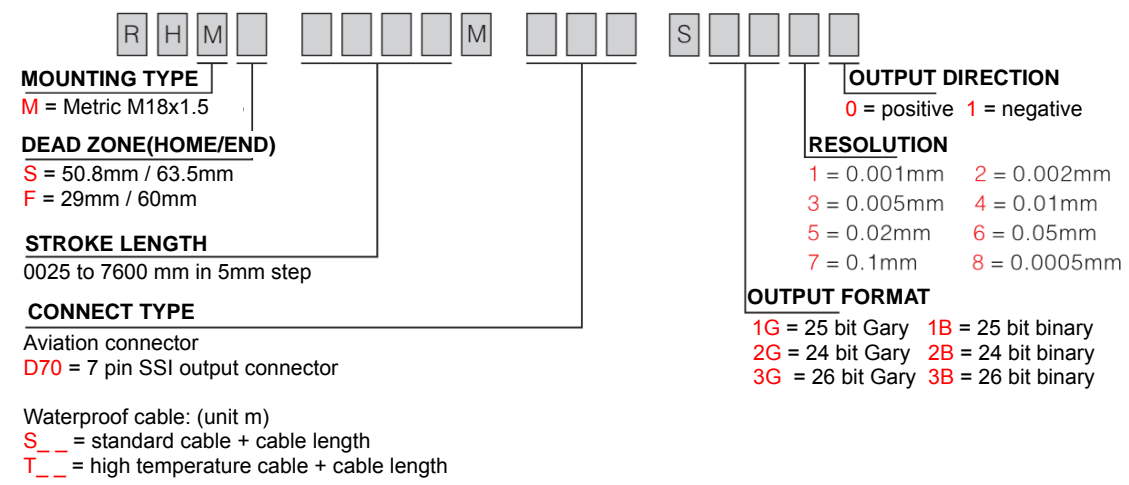 R H M M S
MOUNTING TYPE
M = Metric M18x1.5
DEAD ZONE(HOME/END)
S = 50.8mm / 63.5mm
F = 29mm / 60mm
STROKE LENGTH
0025 to 7600 mm in 5mm step
CONNECT TYPE
Aviation connector
D70 = 7 pin SSI output connector
Waterproof cable: (unit m)
S_ _ = standard cable + cable length
T_ _ = high temperature cable + cable length
OUTPUT DIRECTION
0 = positive 1 = negative
RESOLUTION
1 = 0.001mm 2 = 0.002mm
3 = 0.005mm 4 = 0.01mm
5 = 0.02mm 6 = 0.05mm
7 = 0.1mm 8 = 0.0005mm
OUTPUT FORMAT
1G = 25 bit Gary 1B = 25 bit binary
2G = 24 bit Gary 2B = 24 bit binary
3G = 26 bit Gary 3B = 26 bit binary